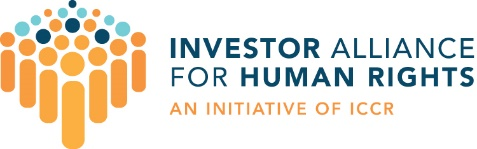 INVESTOR ALLIANCE
FOR HUMAN RIGHTS
AN INITIATIVE OF ICCR